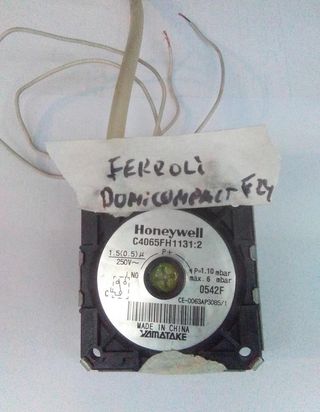 FERROLI
DOMICOMPACT F24
Honeywell
C4065FH1131:2
P+
1.5(0.5)A
250V~
NO
C
P=1.10 mbar
max. 6 mbar
0542F
CE-0063AP3085/1
MADE IN CHINA
YAMATAKE